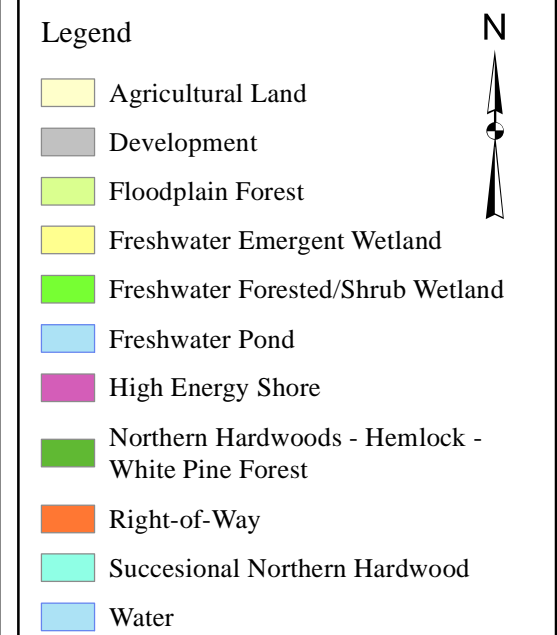 Legend
N
Agricultural Land
Development
Floodplain Forest
Freshwater Emergent Wetland
Freshwater Forested/Shrub Wetland
Freshwater Pond
High Energy Shore
Northern Hardwoods - Hemlock -
White Pine Forest
Right-of-Way
Succesional Northern Hardwood
Water